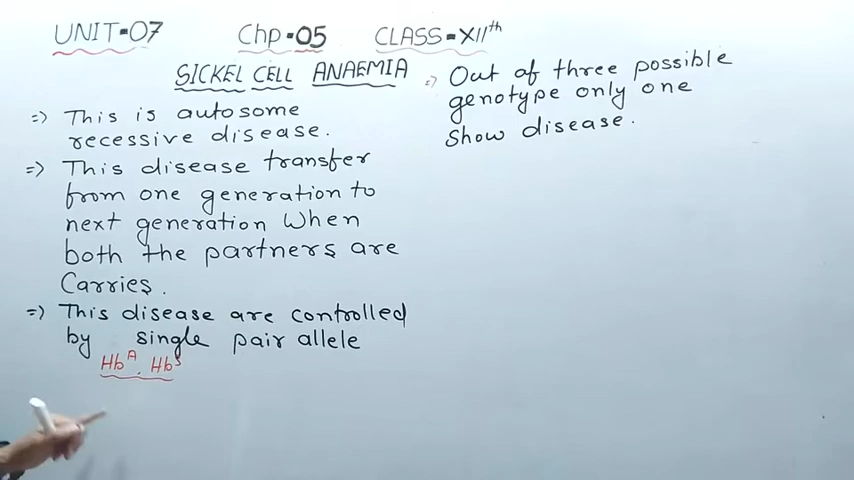 UNIT-07 Chp-05 CLASS-XIIth
SICKEL CELL ANAEMIA
=) This is autosome
recessive disease.
=) This disease transfer
from one generation to
next generation When
both the partners are
Carries.
=) This disease are controlled
by single pair allele
Hb^A, Hb^S
=) Out of three possible
genotype only one
Show disease.